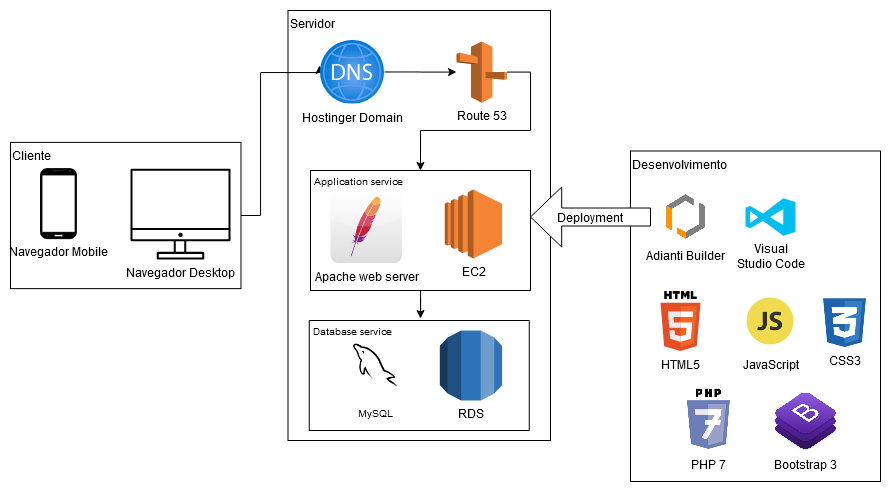 Servidor
DNS
Hostinger Domain
Route 53
Cliente
Navegador Mobile
Navegador Desktop
Application service
Apache web server
EC2
Database service
MySQL
RDS
Deployment
Desenvolvimento
Adianti Builder
Visual
Studio Code
HTML
5
HTML5
JS
JavaScript
3
CSS3
PHP
7
PHP 7
B
Bootstrap 3